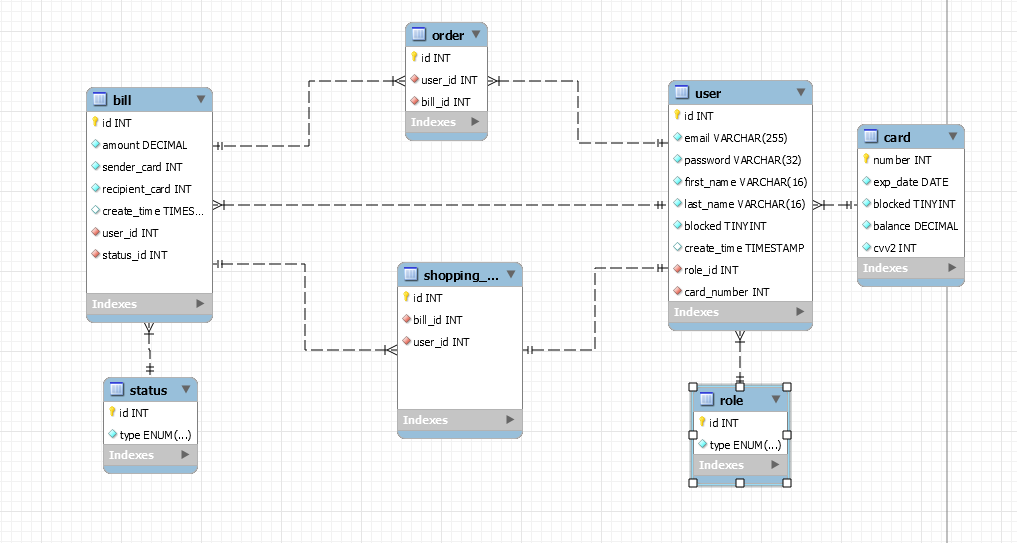 order
id INT
user_id INT
bill_id INT
Indexes
bill
id INT
amount DECIMAL
sender_card INT
recipient_card INT
create_time TIMES...
user_id INT
status_id INT
Indexes
user
id INT
email VARCHAR(255)
password VARCHAR(32)
first_name VARCHAR(16)
last_name VARCHAR(16)
blocked TINYINT
create_time TIMESTAMP
role_id INT
card_number INT
Indexes
card
number INT
exp_date DATE
blocked TINYINT
balance DECIMAL
cvv2 INT
Indexes
shopping_...
id INT
bill_id INT
user_id INT
Indexes
status
id INT
type ENUM(...)
Indexes
role
id INT
type ENUM(...)
Indexes